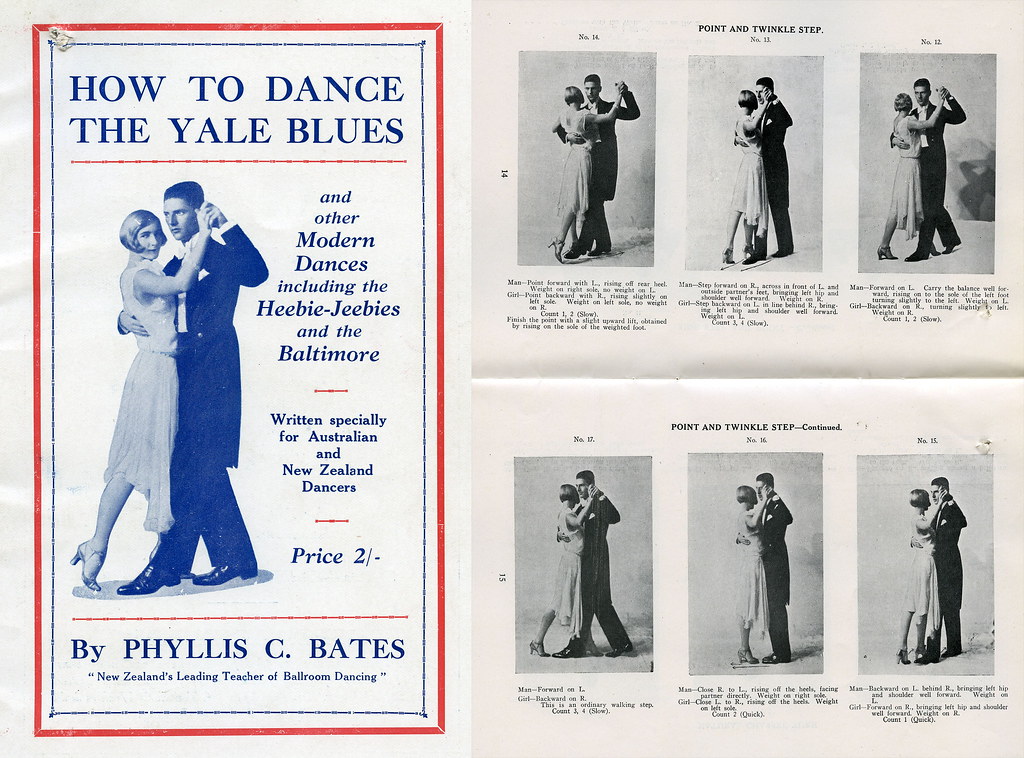 HOW TO DANCE
THE YALE BLUES
and
other
Modern
Dances
including the
Heebie-Jeebies
and the
Baltimore
Written specially
for Australian
and
New Zealand
Dancers
Price 2/-
By PHYLLIS C. BATES
"New Zealand's Leading Teacher of Ballroom Dancing"
POINT AND TWINKLE STEP.
No. 14.
No. 13.
No. 12.
14
Man—Point forward with L., rising off rear heel.
Weight on right sole, no weight on L.
Girl—Point backward with R., rising slightly on
left sole. Weight on left sole, no weight
on R.
Count 1, 2 (Slow).
Finish the point with a slight upward lift, obtained
by rising on the sole of the weighted foot.
Man—Step forward on R., across in front of L. and
outside partner's feet, bringing left hip and
shoulder well forward. Weight on R.
Girl—Step backward on L. in line behind R., bring-
ing left hip and shoulder well forward.
Weight on L.
Count 3, 4 (Slow).
Man—Forward on L. Carry the balance well for-
ward, rising on to the sole of the left foot
turning slightly to the left. Weight on L.
Girl—Backward on R., turning slightly to left.
Weight on R.
Count 1, 2 (Slow).
POINT AND TWINKLE STEP—Continued.
No. 17.
No. 16.
No. 15.
15
Man—Forward on L.
Girl—Backward on R.
This is an ordinary walking step.
Count 3, 4 (Slow).
Man—Close R. to L., rising off the heels, facing
partner directly. Weight on right sole.
Girl—Close L. to R., rising off the heels. Weight
on left sole.
Count 2 (Quick).
Man—Backward on L. behind R., bringing left hip
and shoulder well forward. Weight on
L.
Girl—Forward on R., bringing left hip and shoulder
well forward. Weight on R.
Count 1 (Quick).